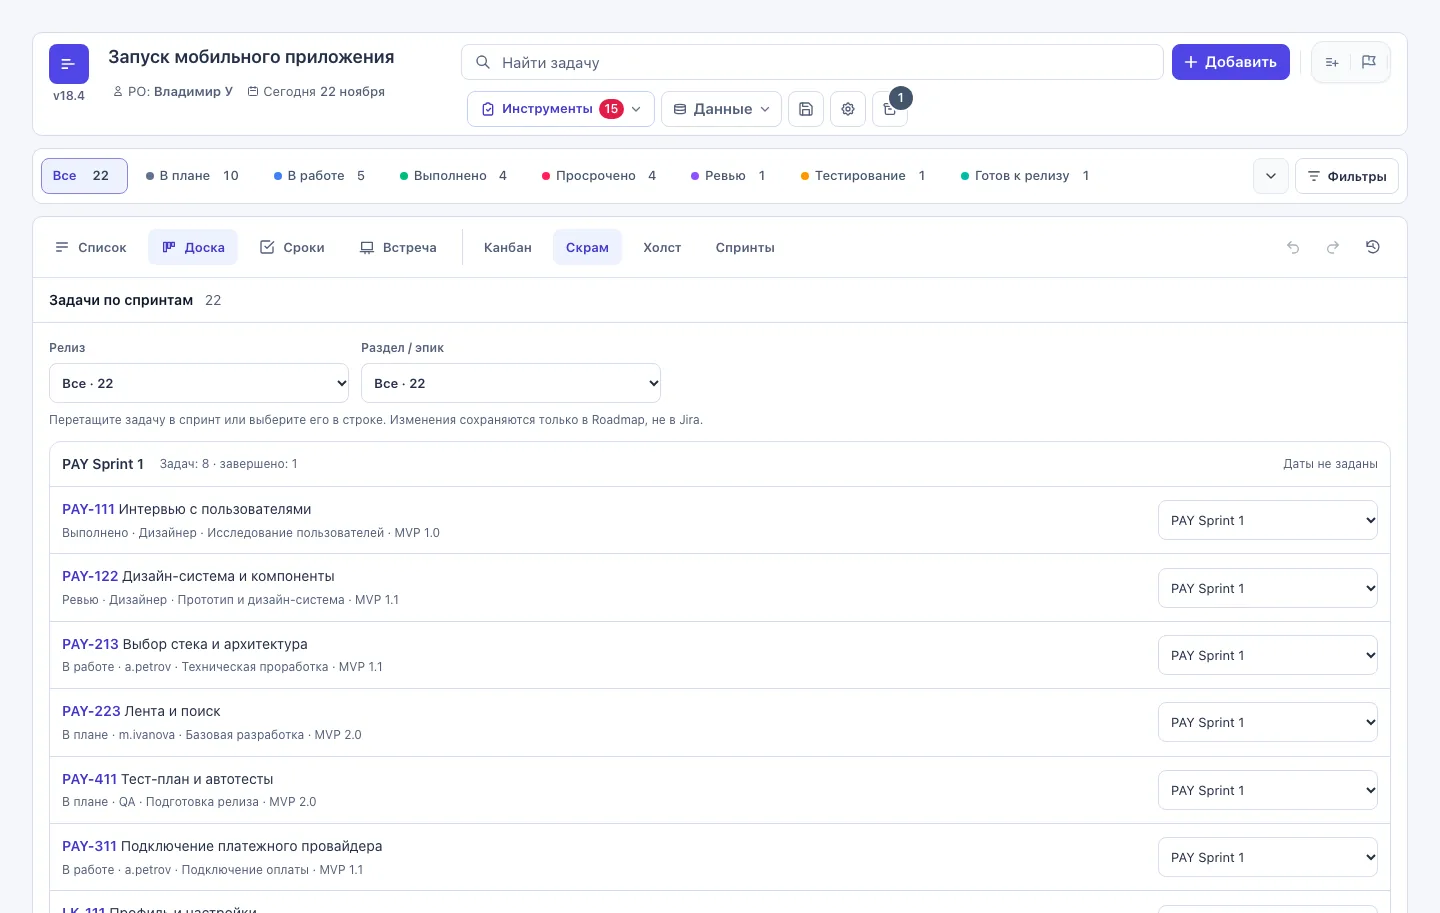 Запуск мобильного приложения
v18.4
PO: Владимир У
Сегодня 22 ноября
Найти задачу
Добавить
Инструменты 15
Данные
1
Все 22
В плане 10
В работе 5
Выполнено 4
Просрочено 4
Ревью 1
Тестирование 1
Готов к релизу 1
Фильтры
Список
Доска
Сроки
Встреча
Канбан
Скрам
Холст
Спринты
Задачи по спринтам 22
Релиз
Раздел / эпик
Все · 22
Все · 22
Перетащите задачу в спринт или выберите его в строке. Изменения сохраняются только в Roadmap, не в Jira.
PAY Sprint 1 Задач: 8 · завершено: 1
Даты не заданы
PAY-111 Интервью с пользователями
Выполнено · Дизайнер · Исследование пользователей · MVP 1.0
PAY Sprint 1
PAY-122 Дизайн-система и компоненты
Ревью · Дизайнер · Прототип и дизайн-система · MVP 1.1
PAY Sprint 1
PAY-213 Выбор стека и архитектура
В работе · a.petrov · Техническая проработка · MVP 1.1
PAY Sprint 1
PAY-223 Лента и поиск
В плане · m.ivanova · Базовая разработка · MVP 2.0
PAY Sprint 1
PAY-411 Тест-план и автотесты
В плане · QA · Подготовка релиза · MVP 2.0
PAY Sprint 1
PAY-311 Подключение платежного провайдера
В работе · a.petrov · Подключение оплаты · MVP 1.1
PAY Sprint 1
LK-111 Профиль и настройки